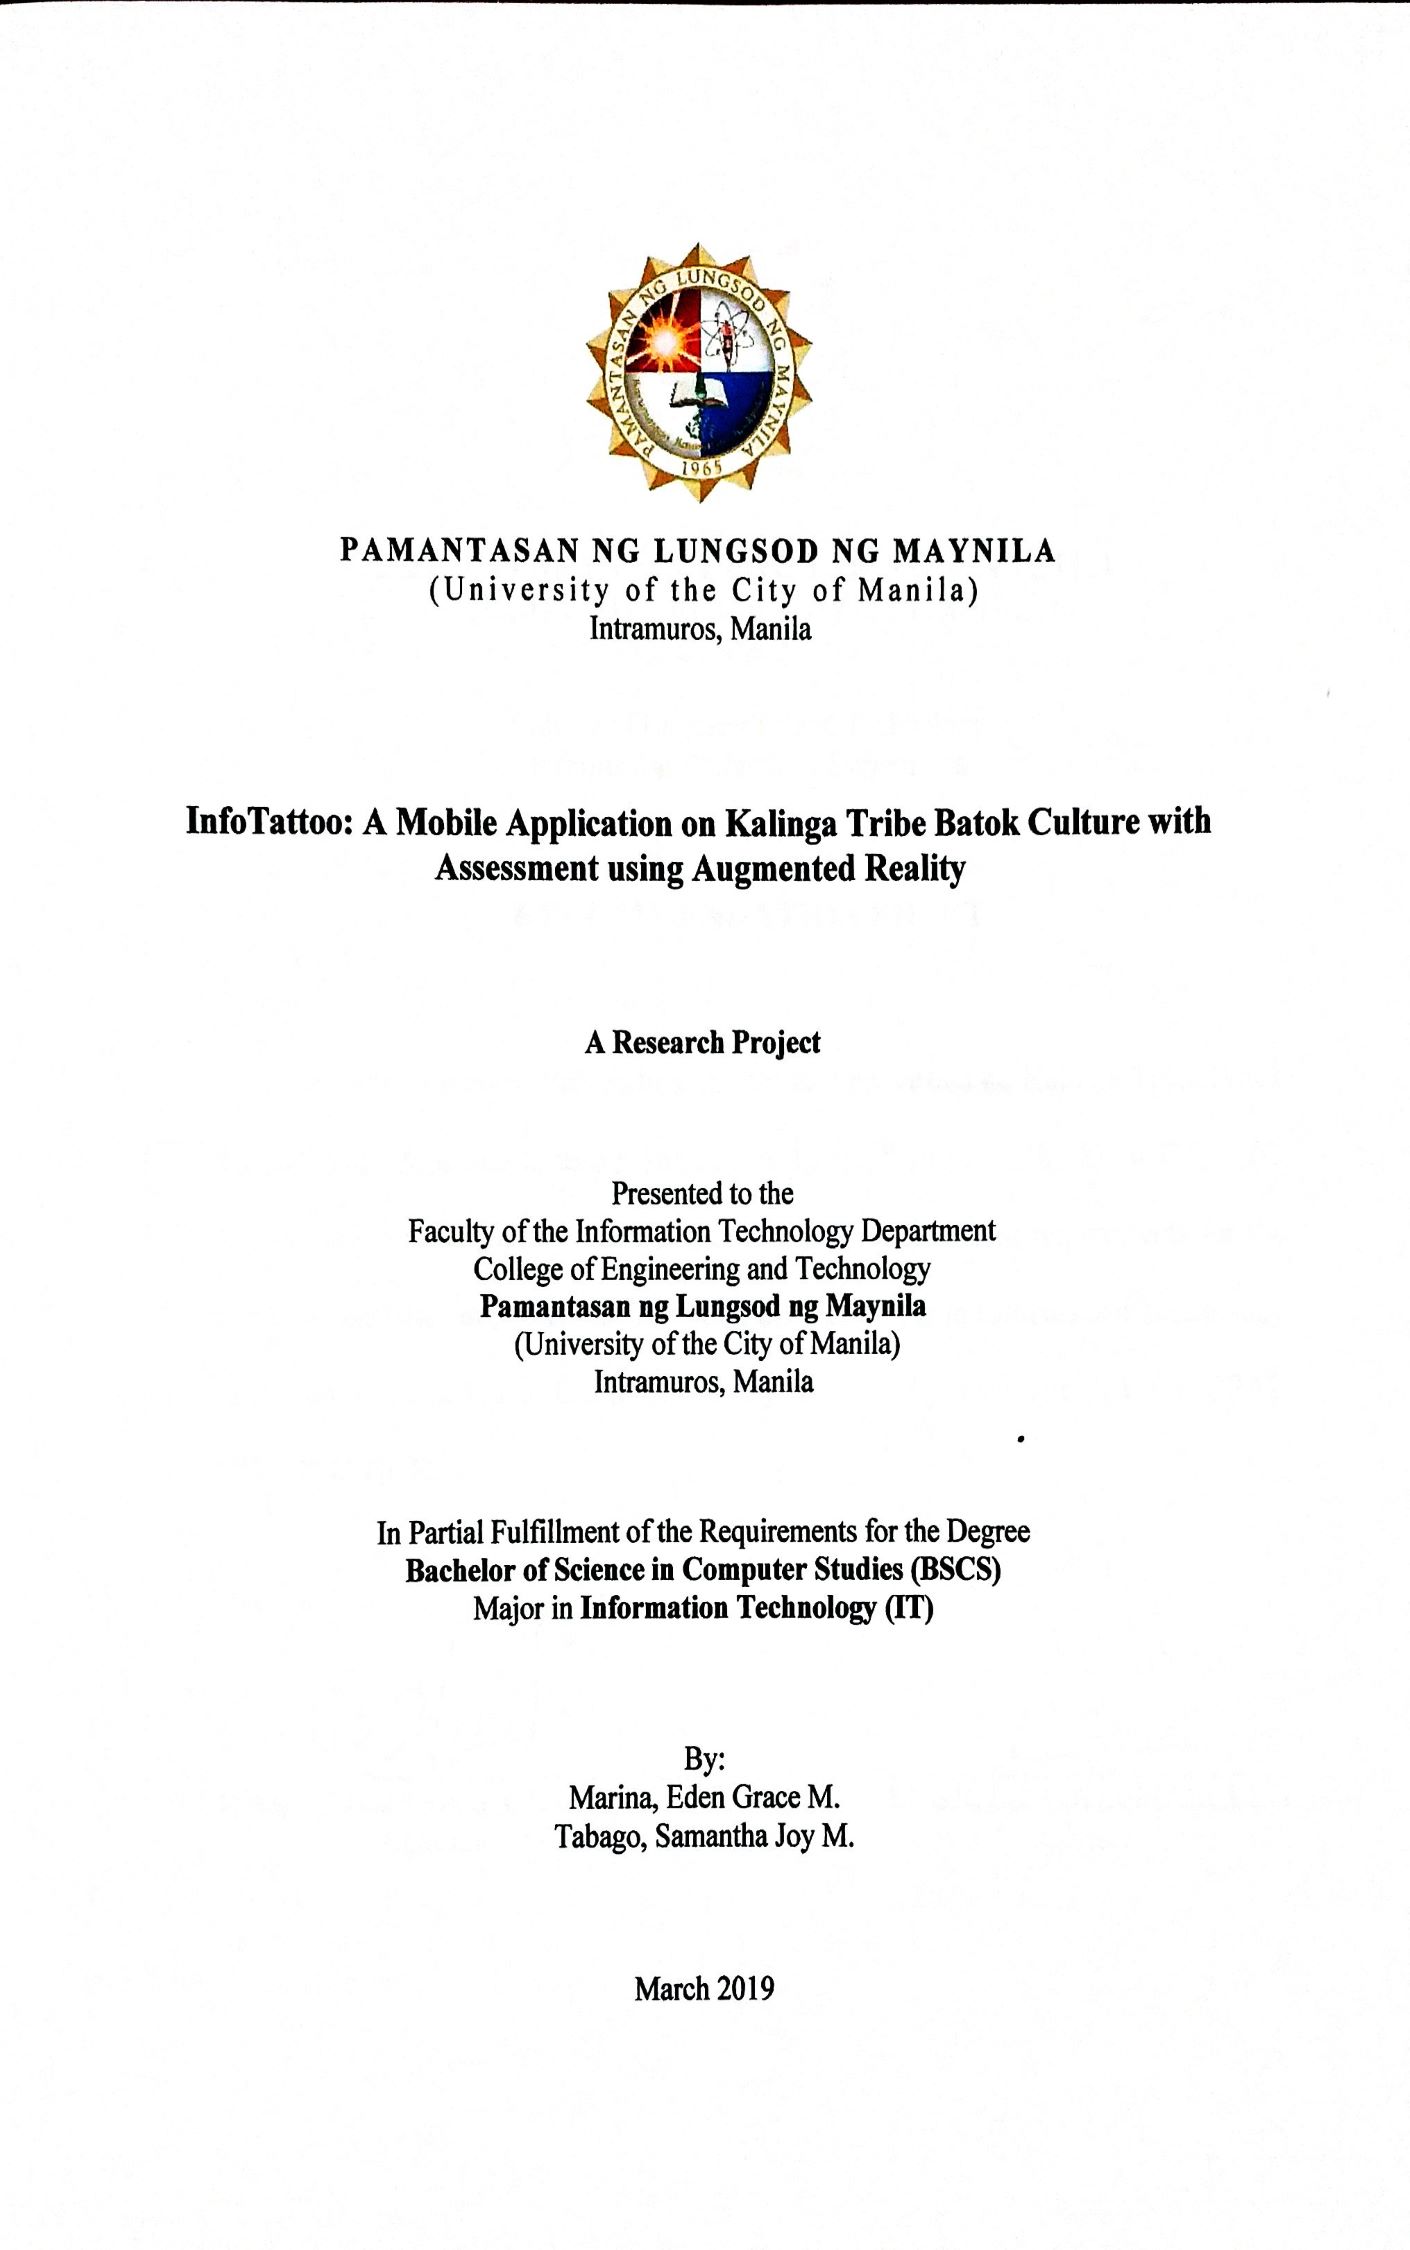 PAMANTASAN NG LUNGSOD NG MAYNILA
1965
PAMANTASAN NG LUNGSOD NG MAYNILA
(University of the City of Manila)
Intramuros, Manila
InfoTattoo: A Mobile Application on Kalinga Tribe Batok Culture with
Assessment using Augmented Reality
A Research Project
Presented to the
Faculty of the Information Technology Department
College of Engineering and Technology
Pamantasan ng Lungsod ng Maynila
(University of the City of Manila)
Intramuros, Manila
In Partial Fulfillment of the Requirements for the Degree
Bachelor of Science in Computer Studies (BSCS)
Major in Information Technology (IT)
By:
Marina, Eden Grace M.
Tabago, Samantha Joy M.
March 2019